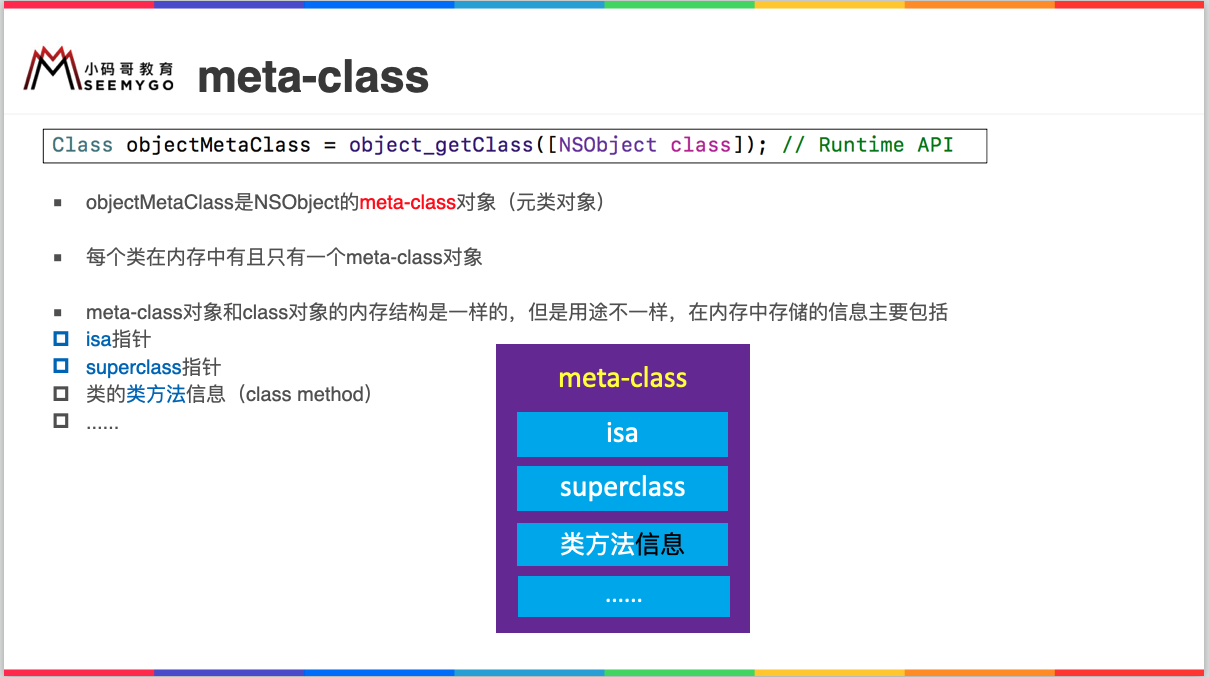 小码哥教育
SEEMYGO
meta-class
Class objectMetaClass = object_getClass([NSObject class]); // Runtime API
objectMetaClass是NSObject的meta-class对象（元类对象）
每个类在内存中有且只有一个meta-class对象
meta-class对象和class对象的内存结构是一样的，但是用途不一样，在内存中存储的信息主要包括
isa指针
superclass指针
类的类方法信息（class method）
......
meta-class
isa
superclass
类方法信息
......